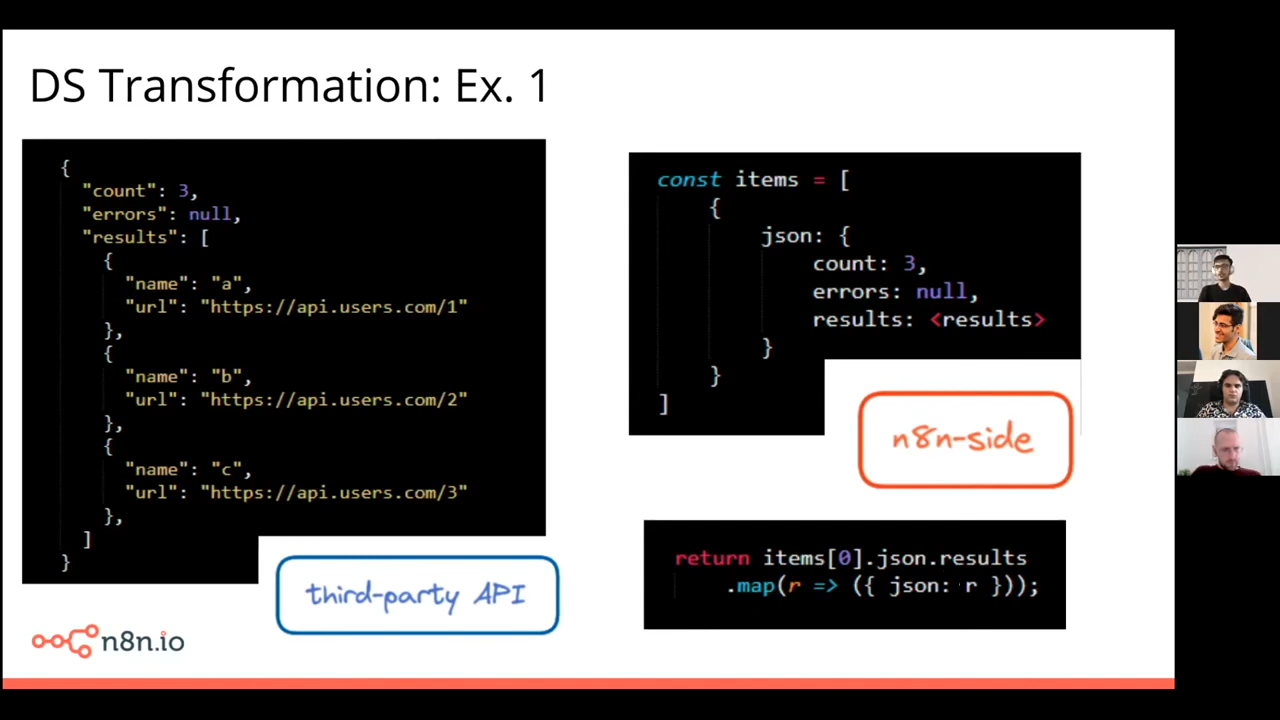 DS Transformation: Ex. 1
{
"count": 3,
"errors": null,
"results": [
{
"name": "a",
"url": "https://api.users.com/1"
},
{
"name": "b",
"url": "https://api.users.com/2"
},
{
"name": "c",
"url": "https://api.users.com/3"
},
]
}
third-party API
const items = [
{
json: {
count: 3,
errors: null,
results: <results>
}
}
]
n8n-side
return items[0].json.results
.map(r => ({ json: r }));
n8n.io